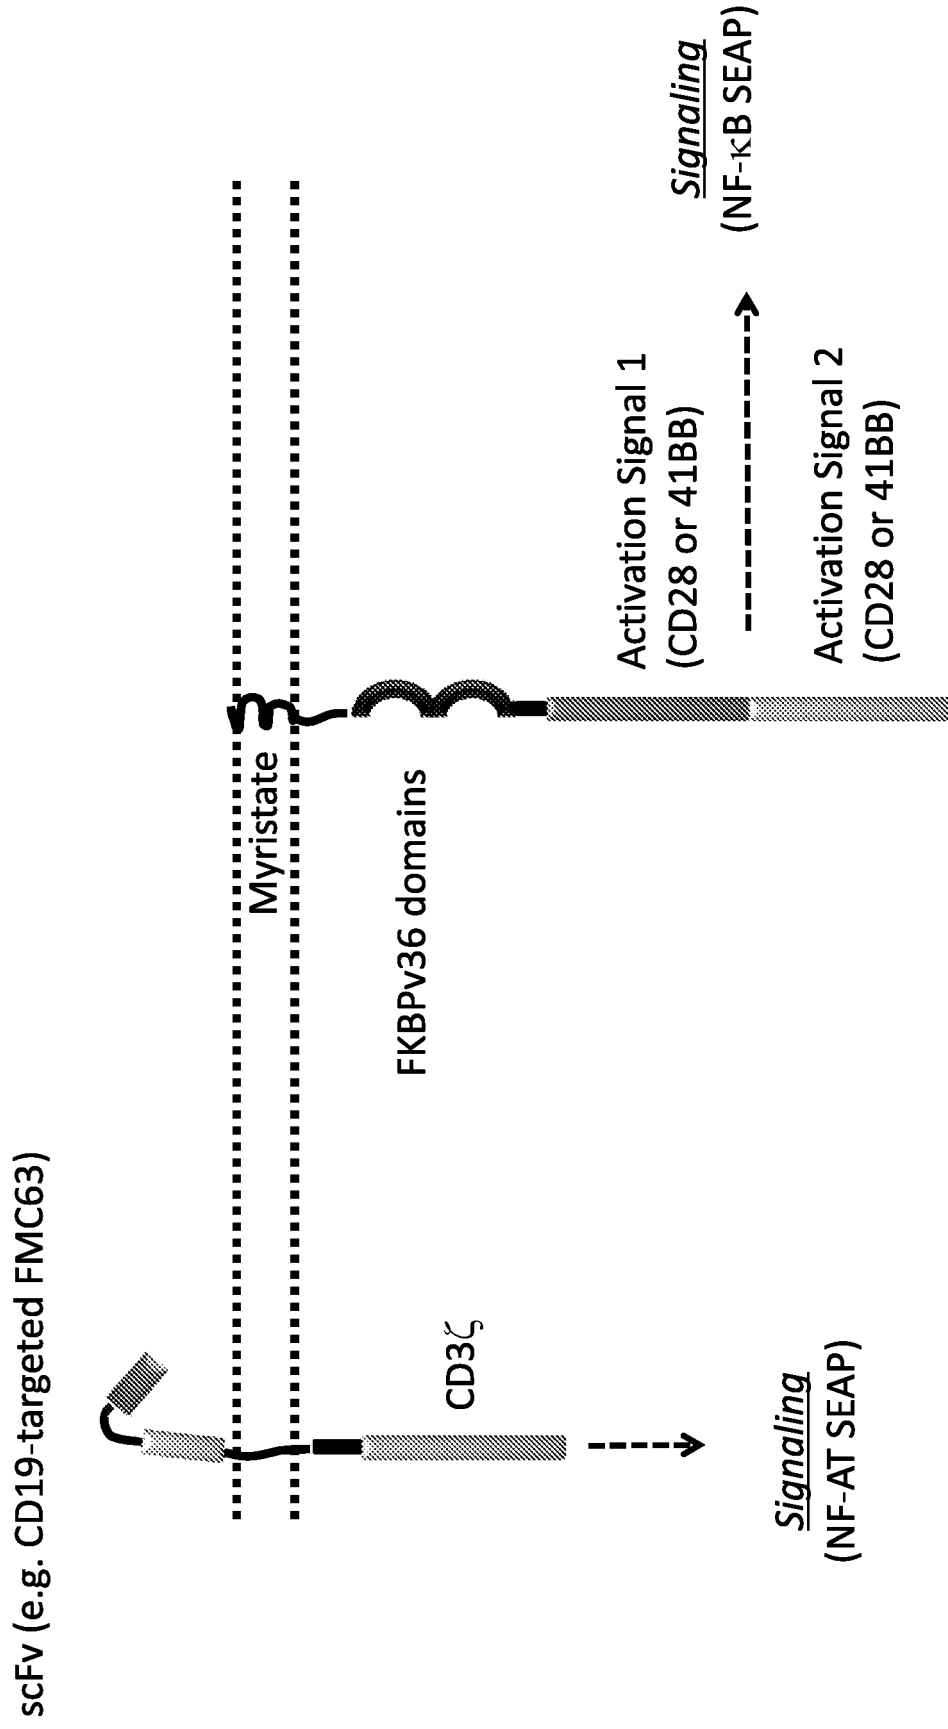 scFv (e.g. CD19-targeted FMC63)
Myristate
FKBPv36 domains
CD3ζ
Activation Signal 1
(CD28 or 41BB)
Signaling
(NF-κB SEAP)
Activation Signal 2
(CD28 or 41BB)
Signaling
(NF-AT SEAP)